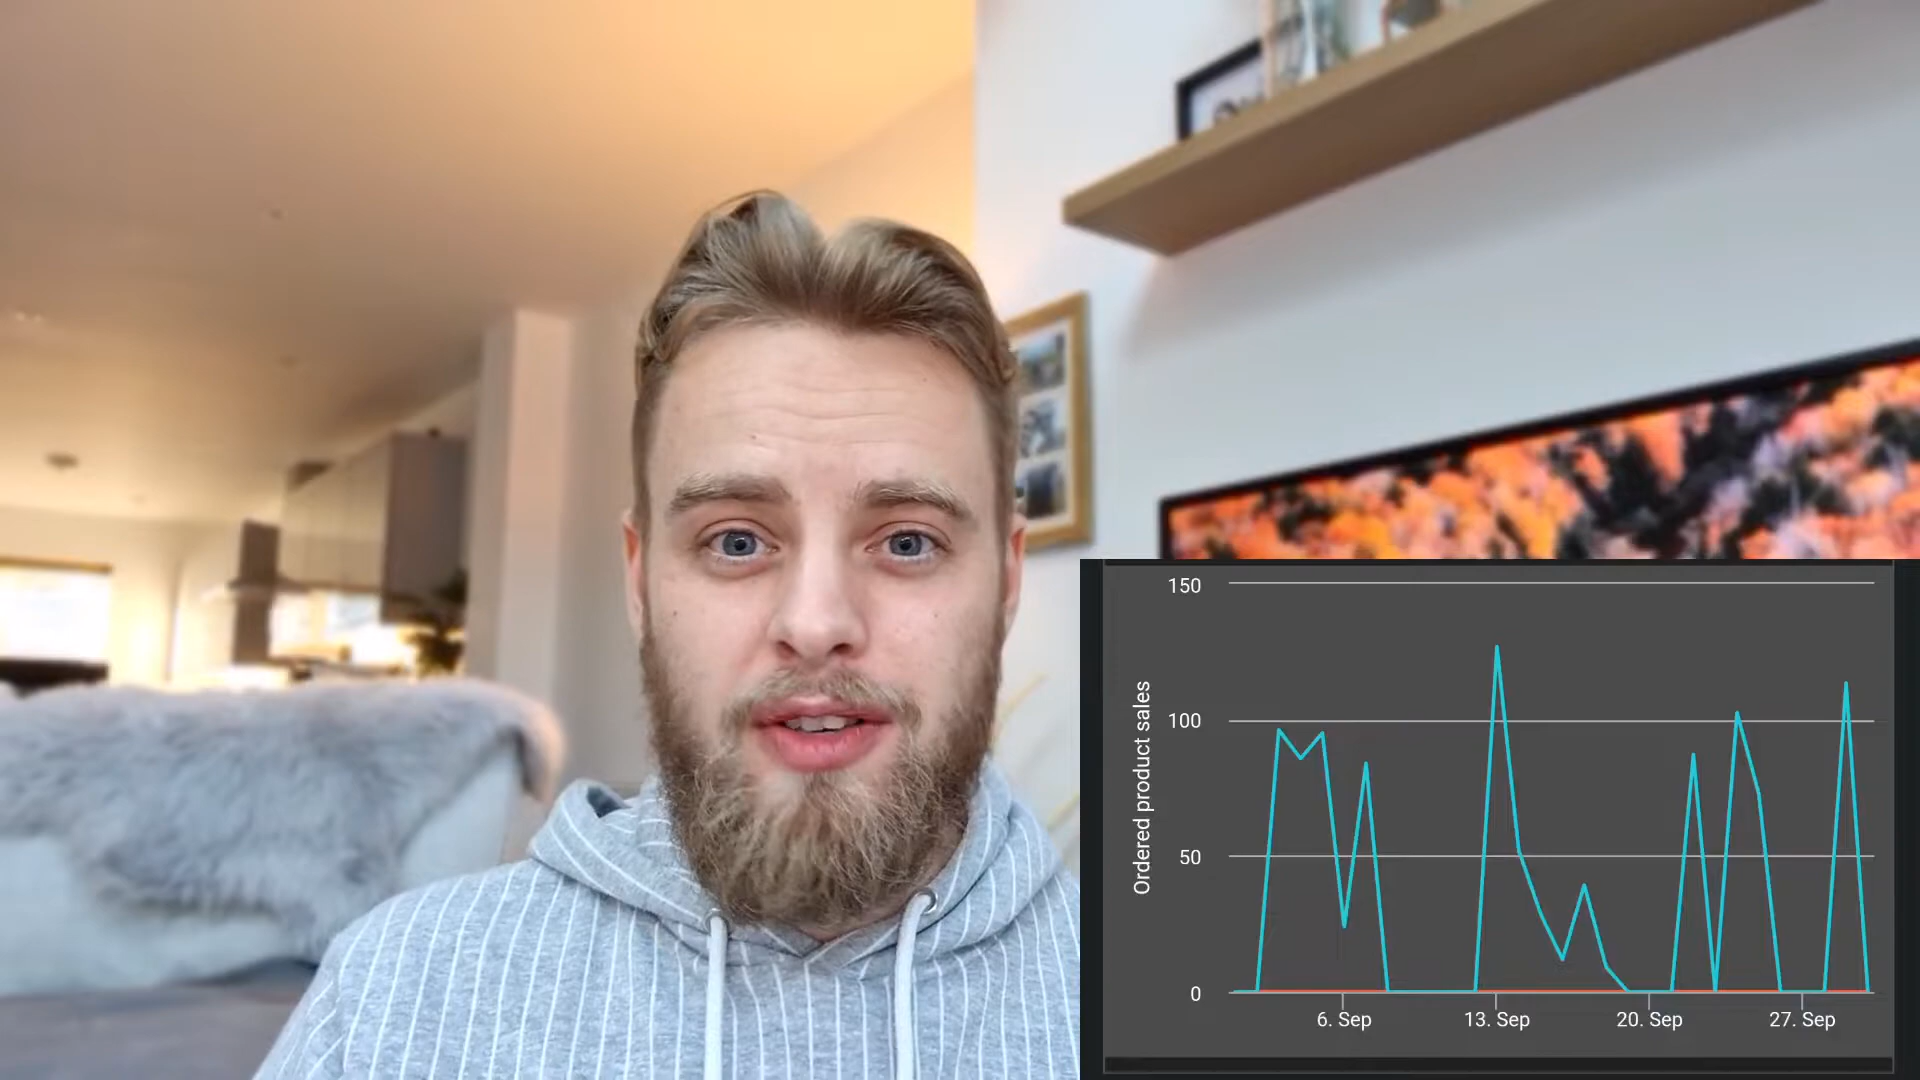 150
100
50
0
Ordered product sales
6. Sep
13. Sep
20. Sep
27. Sep